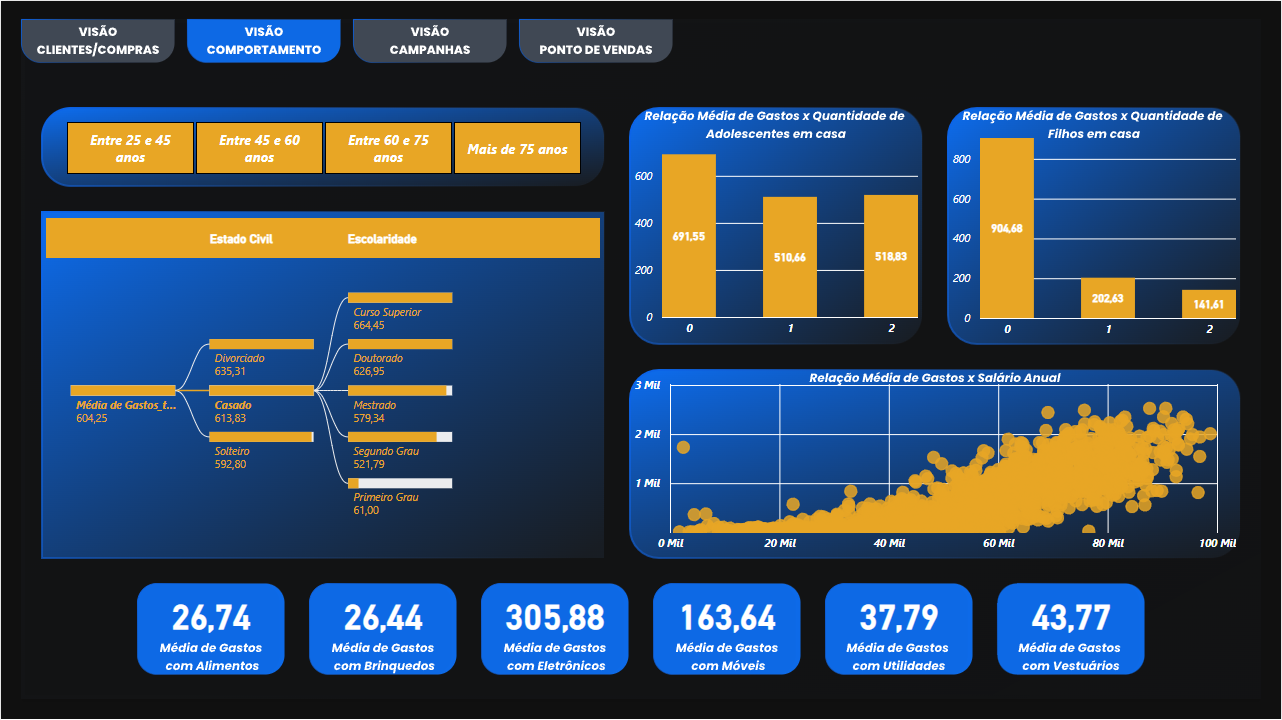 VISÃO
CLIENTES/COMPRAS
VISÃO
COMPORTAMENTO
VISÃO
CAMPANHAS
VISÃO
PONTO DE VENDAS
Entre 25 e 45
anos
Entre 45 e 60
anos
Entre 60 e 75
anos
Mais de 75 anos
Relação Média de Gastos x Quantidade de
Adolescentes em casa
600
400
200
0
691,55
510,66
518,83
0
1
2
Relação Média de Gastos x Quantidade de
Filhos em casa
800
600
400
200
0
904,68
202,63
141,61
0
1
2
Estado Civil
Escolaridade
Média de Gastos_t...
604,25
Divorciado
635,31
Casado
613,83
Solteiro
592,80
Curso Superior
664,45
Doutorado
626,95
Mestrado
579,34
Segundo Grau
521,79
Primeiro Grau
61,00
Relação Média de Gastos x Salário Anual
3 Mil
2 Mil
1 Mil
0 Mil
20 Mil
40 Mil
60 Mil
80 Mil
100 Mil
26,74
Média de Gastos
com Alimentos
26,44
Média de Gastos
com Brinquedos
305,88
Média de Gastos
com Eletrônicos
163,64
Média de Gastos
com Móveis
37,79
Média de Gastos
com Utilidades
43,77
Média de Gastos
com Vestuários